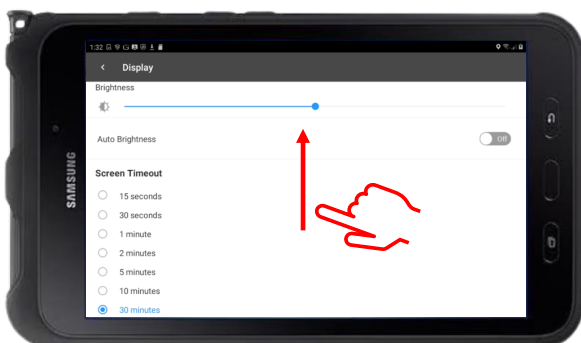 1:32
Display
Brightness
Auto Brightness
Off
Screen Timeout
15 seconds
30 seconds
1 minute
2 minutes
5 minutes
10 minutes
30 minutes
SAMSUNG